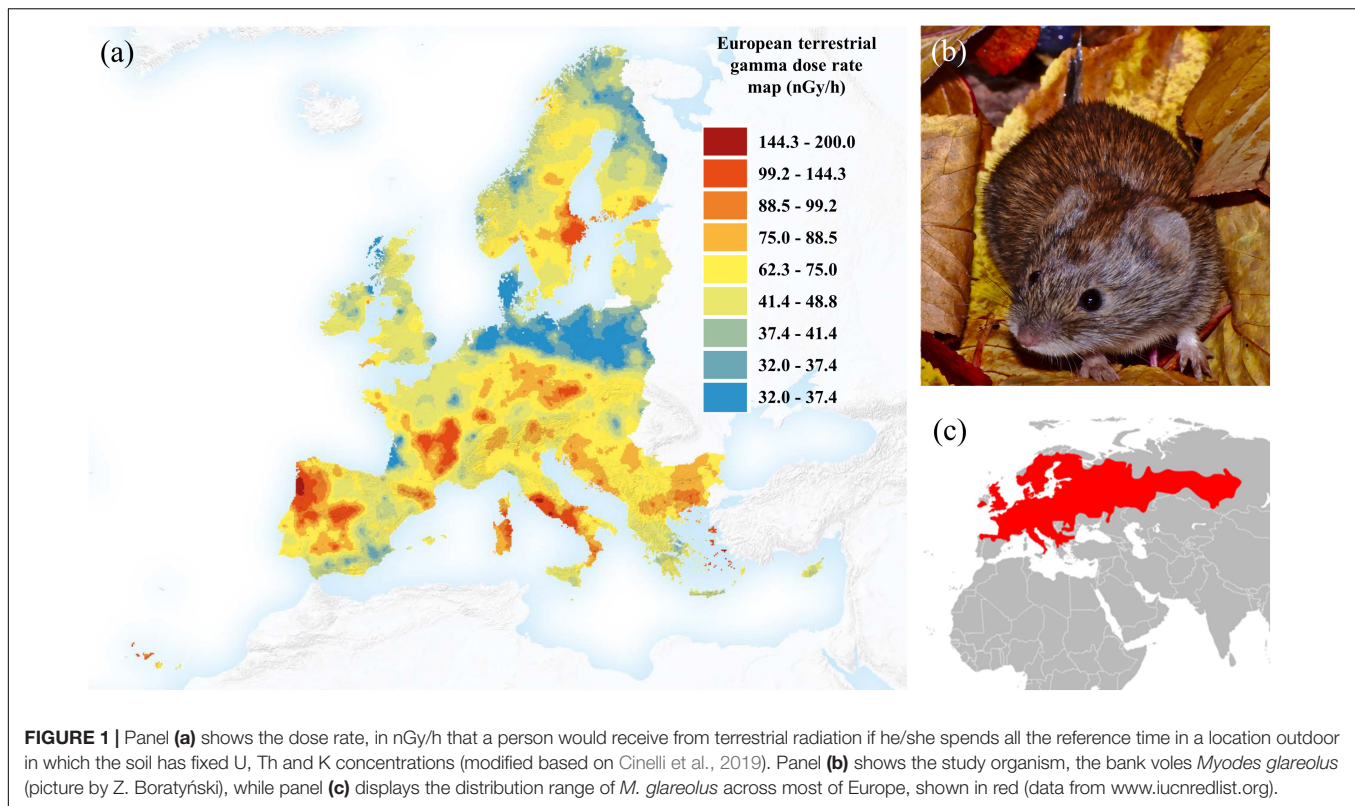 (a)
European terrestrial
gamma dose rate
map (nGy/h)
144.3 - 200.0
99.2 - 144.3
88.5 - 99.2
75.0 - 88.5
62.3 - 75.0
41.4 - 48.8
37.4 - 41.4
32.0 - 37.4
32.0 - 37.4
(b)
(c)
FIGURE 1 | Panel (a) shows the dose rate, in nGy/h that a person would receive from terrestrial radiation if he/she spends all the reference time in a location outdoor
in which the soil has fixed U, Th and K concentrations (modified based on Cinelli et al., 2019). Panel (b) shows the study organism, the bank voles Myodes glareolus
(picture by Z. Boratyński), while panel (c) displays the distribution range of M. glareolus across most of Europe, shown in red (data from www.iucnredlist.org).